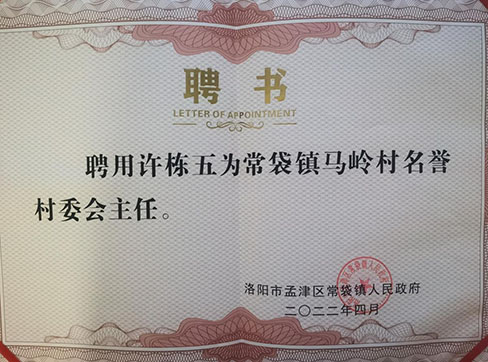 聘书
LETTER OF APPOINTMENT
聘用许栋五为常袋镇马岭村名誉
村委会主任。
洛阳市孟津区常袋镇人民政府
二〇二二年四月